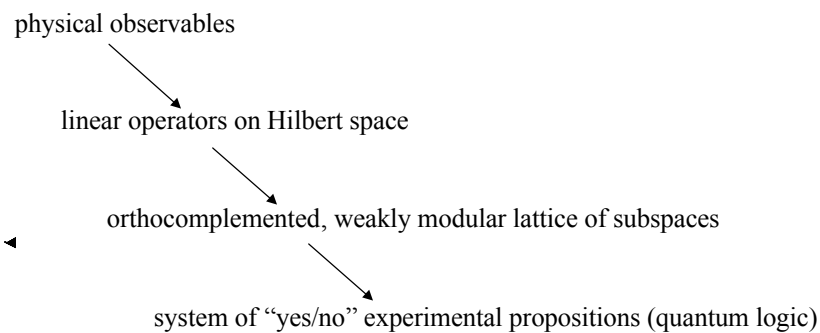 physical observables
linear operators on Hilbert space
orthocomplemented, weakly modular lattice of subspaces
system of “yes/no” experimental propositions (quantum logic)